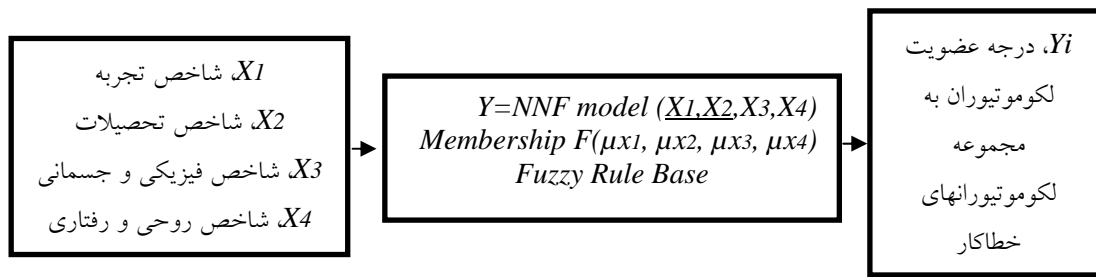 X1، شاخص تجربه
X2، شاخص تحصیلات
X3، شاخص فیزیکی و جسمانی
X4، شاخص روحی و رفتاری
Y=NNF model (X1,X2,X3,X4)
Membership F(μx1, μx2, μx3, μx4)
Fuzzy Rule Base
Yi، درجه عضویت
لکوموتیوران به
مجموعه
لکوموتیورانهای
خطاکار